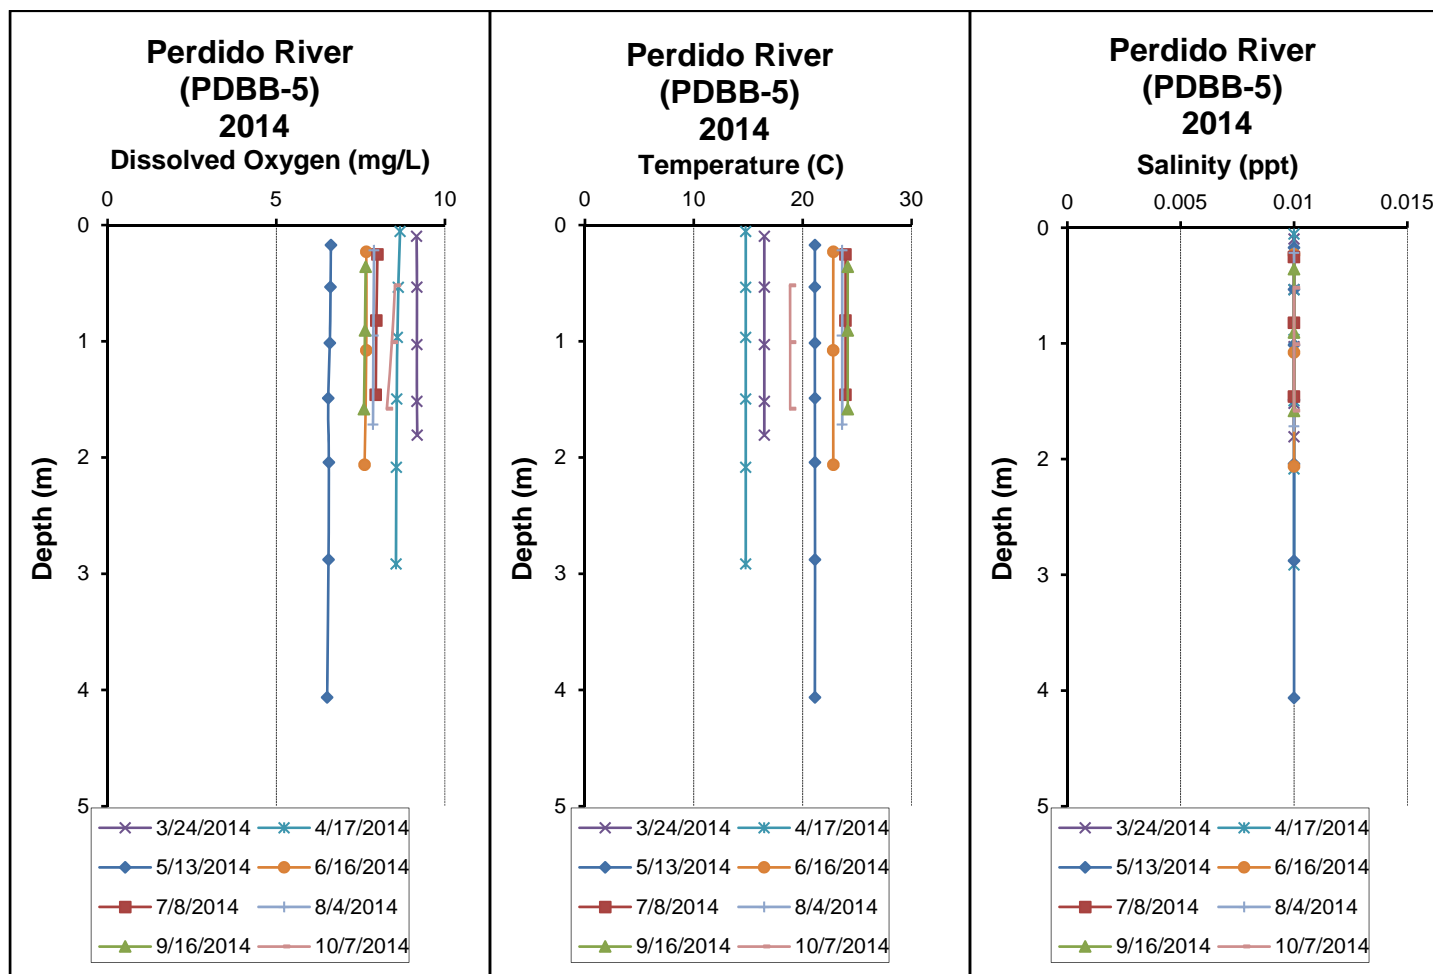 Perdido River
(PDBB-5)
2014
Dissolved Oxygen (mg/L)
0 5 10
0
1
2
3
4
5
Depth (m)
3/24/2014 4/17/2014
5/13/2014 6/16/2014
7/8/2014 8/4/2014
9/16/2014 10/7/2014
Perdido River
(PDBB-5)
2014
Temperature (C)
0 10 20 30
0
1
2
3
4
5
Depth (m)
3/24/2014 4/17/2014
5/13/2014 6/16/2014
7/8/2014 8/4/2014
9/16/2014 10/7/2014
Perdido River
(PDBB-5)
2014
Salinity (ppt)
0 0.005 0.01 0.015
0
1
2
3
4
5
Depth (m)
3/24/2014 4/17/2014
5/13/2014 6/16/2014
7/8/2014 8/4/2014
9/16/2014 10/7/2014